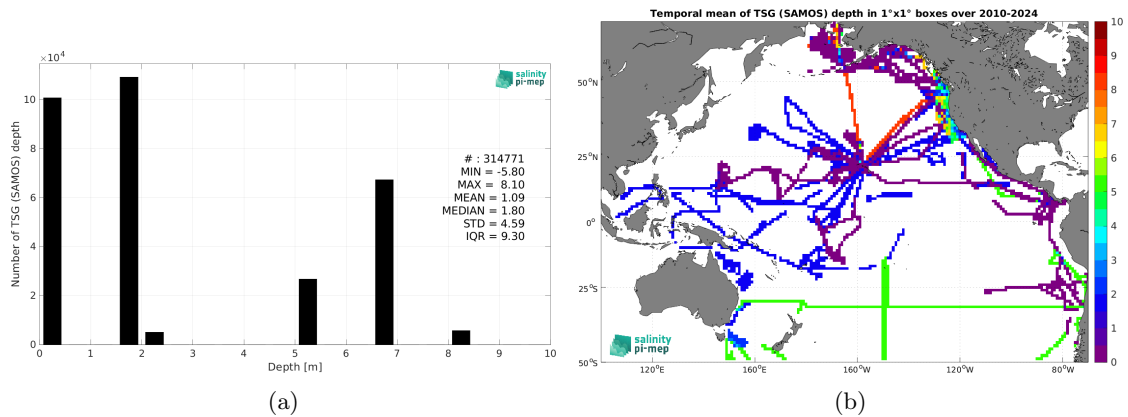 ×10⁴
10
8
6
4
2
0
0 1 2 3 4 5 6 7 8 9 10
Number of TSG (SAMOS) depth
Depth [m]
salinity
pi-mep
# : 314771
MIN = -5.80
MAX = 8.10
MEAN = 1.09
MEDIAN = 1.80
STD = 4.59
IQR = 9.30
(a)
Temporal mean of TSG (SAMOS) depth in 1°x1° boxes over 2010-2024
50°N
25°N
0°
25°S
50°S
120°E 160°E 160°W 120°W 80°W
salinity
pi-mep
10
9
8
7
6
5
4
3
2
1
0
(b)